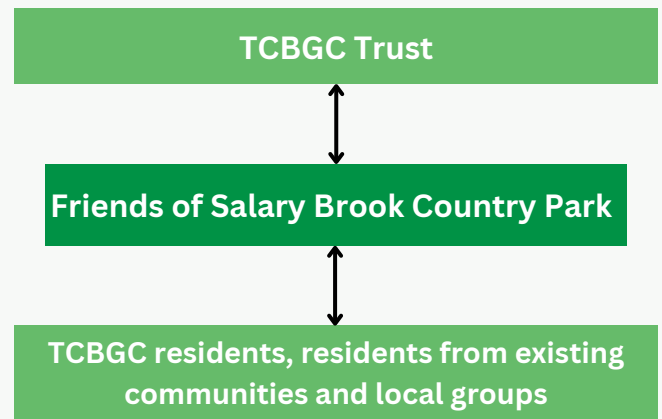 TCBGC Trust
Friends of Salary Brook Country Park
TCBGC residents, residents from existing
communities and local groups